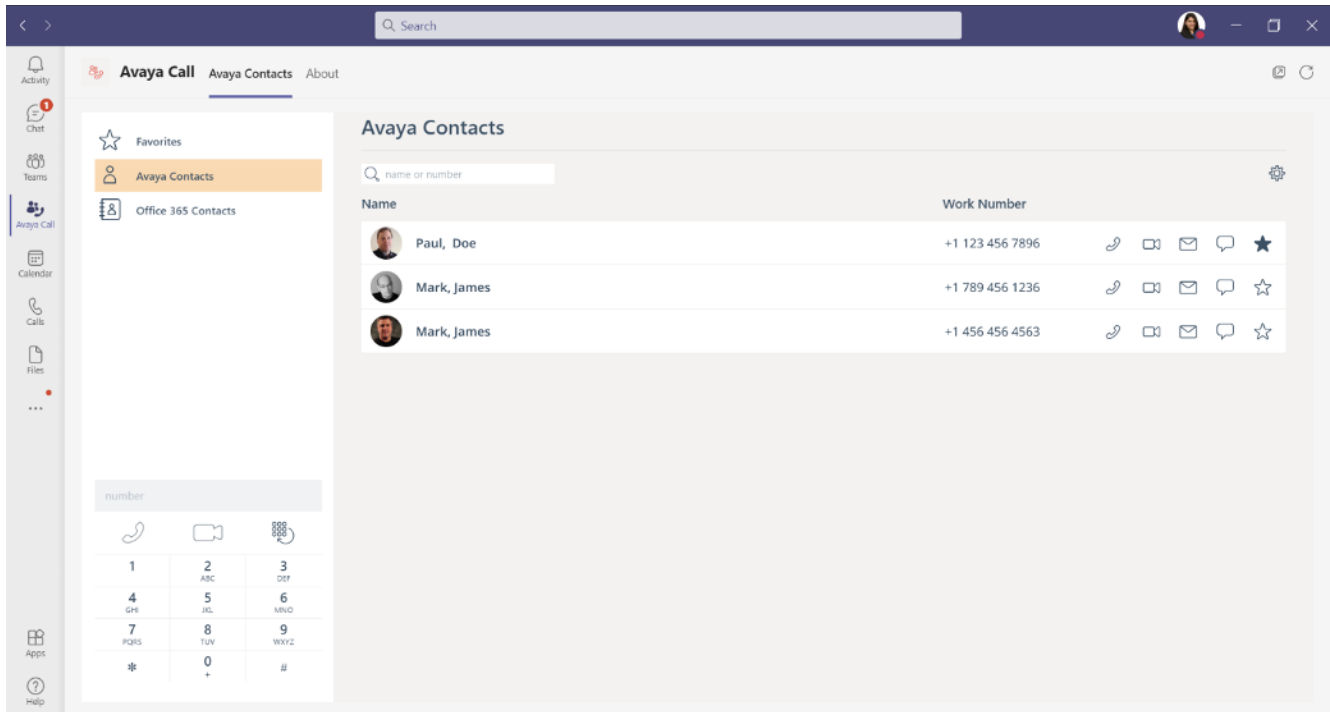 Search
Activity
1
Chat
Teams
Avaya Call
Calendar
Calls
Files
Apps
Help
Avaya Call Avaya Contacts About
Favorites
Avaya Contacts
Office 365 Contacts
number
1 2 3
ABC DEF
4 5 6
GHI JKL MNO
7 8 9
PQRS TUV WXYZ
* 0 #
+
Avaya Contacts
name or number
Name Work Number
Paul, Doe +1 123 456 7896
Mark, James +1 789 456 1236
Mark, James +1 456 456 4563